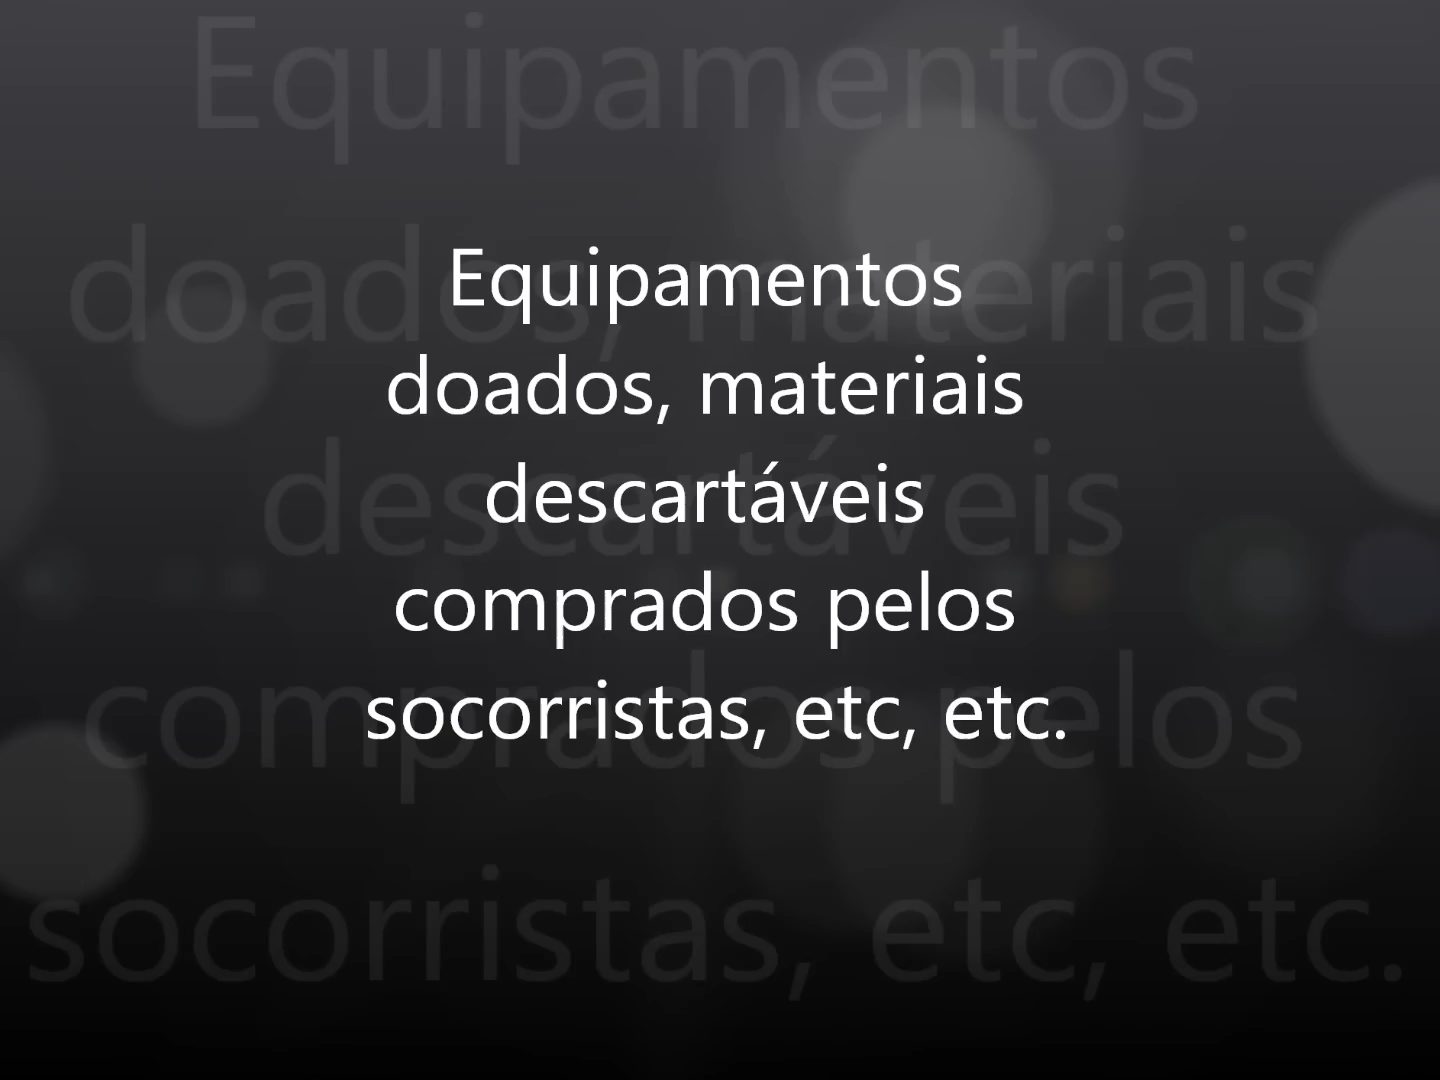 Equipamentos
doados, materiais
descartáveis
comprados pelos
socorristas, etc, etc.